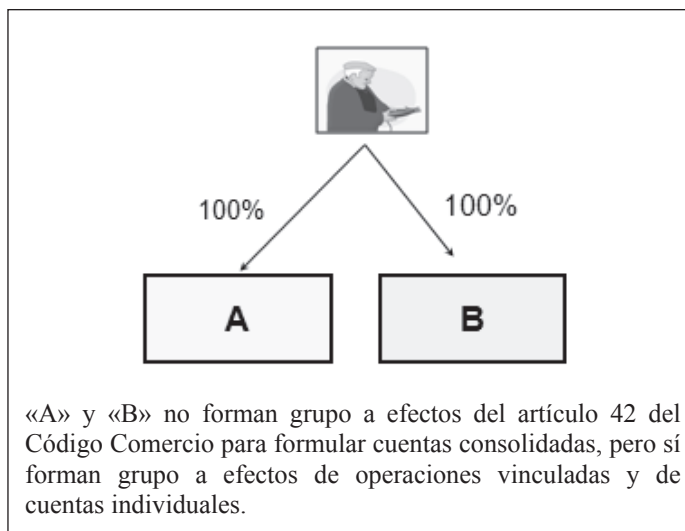 100%
100%
A
B
«A» y «B» no forman grupo a efectos del artículo 42 del
Código Comercio para formular cuentas consolidadas, pero sí
forman grupo a efectos de operaciones vinculadas y de
cuentas individuales.